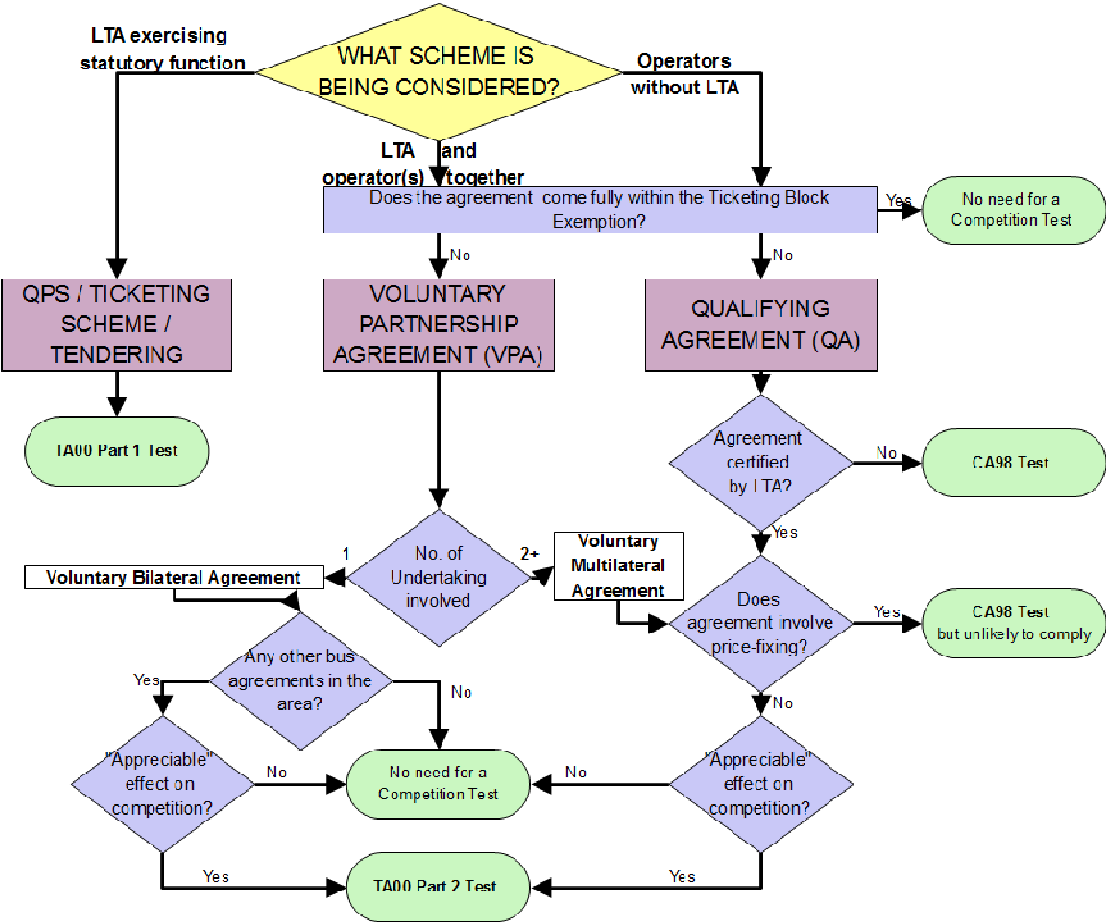 LTA exercising
statutory function
WHAT SCHEME IS
BEING CONSIDERED?
Operators
without LTA
LTA and
operator(s) together
Does the agreement come fully within the Ticketing Block
Exemption?
Yes
No need for a
Competition Test
No
No
QPS / TICKETING
SCHEME /
TENDERING
VOLUNTARY
PARTNERSHIP
AGREEMENT (VPA)
QUALIFYING
AGREEMENT (QA)
TA00 Part 1 Test
Agreement
certified
by LTA?
No
CA98 Test
Yes
No. of
Undertaking
involved
1
2+
Voluntary Bilateral Agreement
Voluntary
Multilateral
Agreement
Does
agreement involve
price-fixing?
Yes
CA98 Test
but unlikely to comply
Any other bus
agreements in the
area?
Yes
No
No
"Appreciable"
effect on
competition?
No
No need for a
Competition Test
No
"Appreciable"
effect on
competition?
Yes
TA00 Part 2 Test
Yes